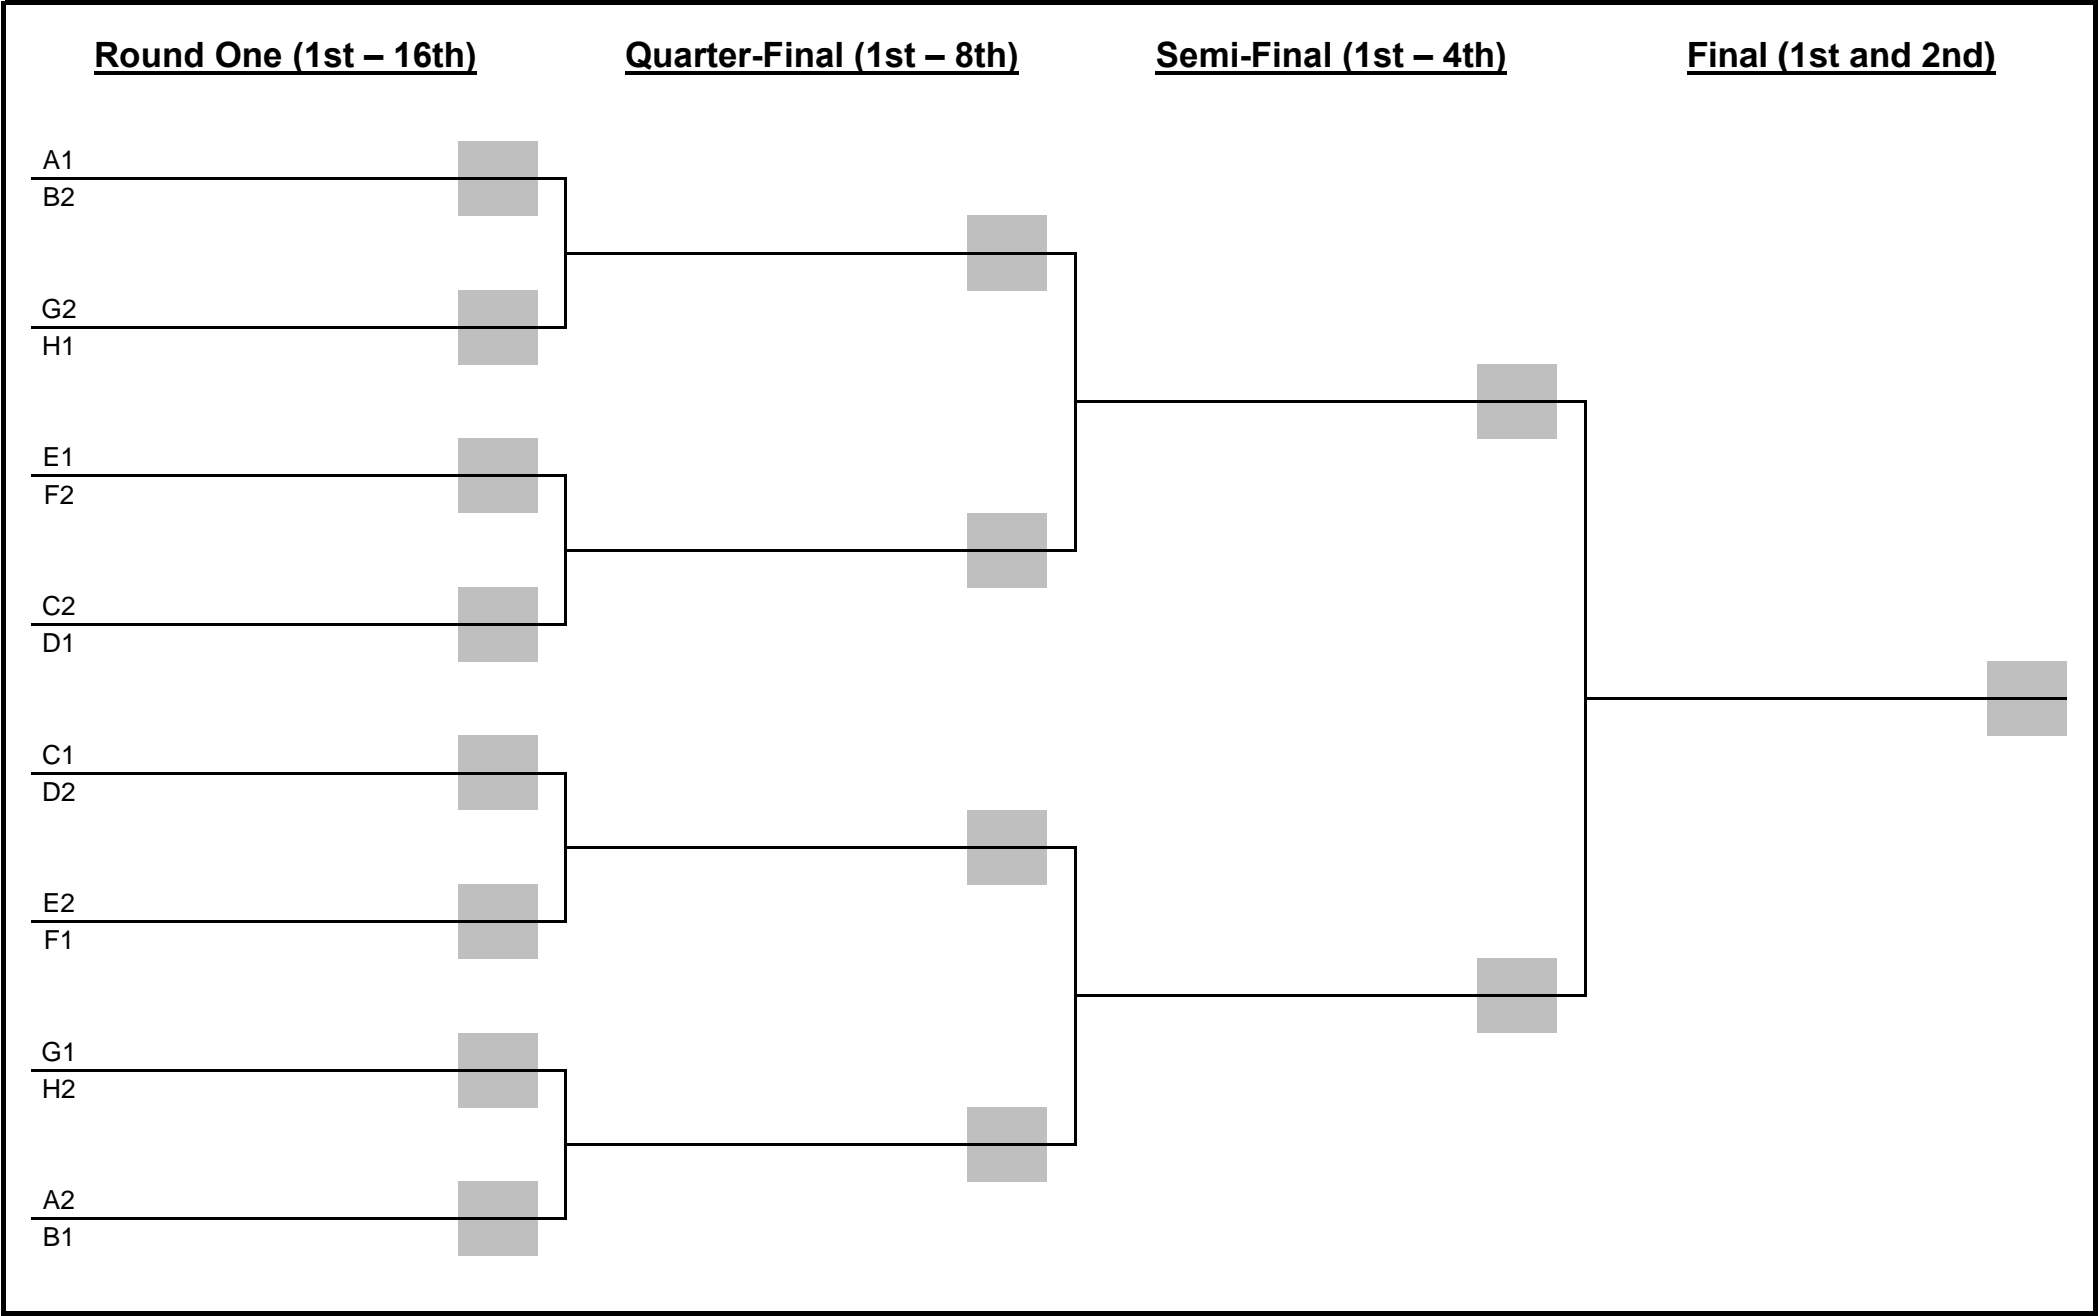 Round One (1st – 16th)
Quarter-Final (1st – 8th)
Semi-Final (1st – 4th)
Final (1st and 2nd)
A1
B2
G2
H1
E1
F2
C2
D1
C1
D2
E2
F1
G1
H2
A2
B1